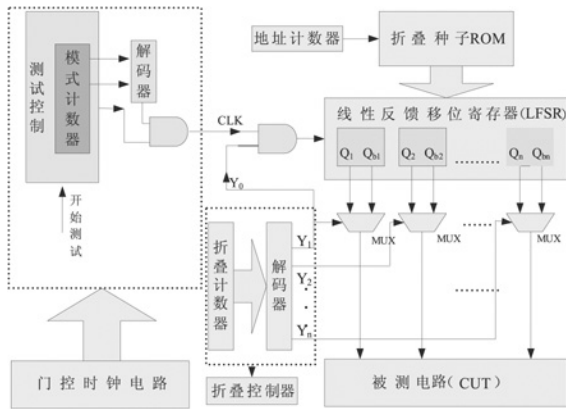 测试控制
模式计数器
解码器
开始测试
门控时钟电路
CLK
Y0
地址计数器
折叠种子ROM
线性反馈移位寄存器(LFSR)
Q1 Qb1 Q2 Qb2 ........ Qn Qbn
MUX
MUX
MUX
折叠计数器
解码器
Y1
Y2
Yn
折叠控制器
被测电路(CUT)